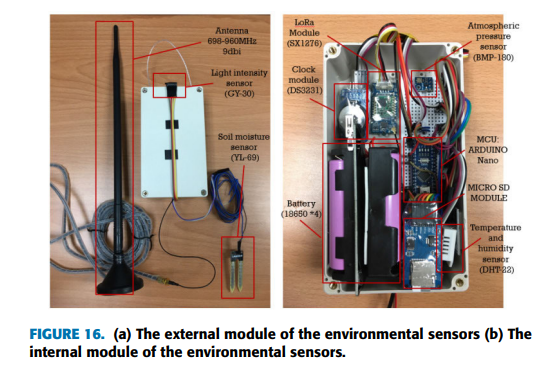 Antenna
698-960MHz
9dbi
Light intensity
sensor
(GY-30)
Soil moisture
sensor
(YL-69)
LoRa
Module
(SX1276)
Clock
module
(DS3231)
Battery
(18650 *4)
Atmospheric
pressure
sensor
(BMP-180)
MCU:
ARDUINO
Nano
MICRO SD
MODULE
Temperature
and
humidity
sensor
(DHT-22)
FIGURE 16. (a) The external module of the environmental sensors (b) The
internal module of the environmental sensors.